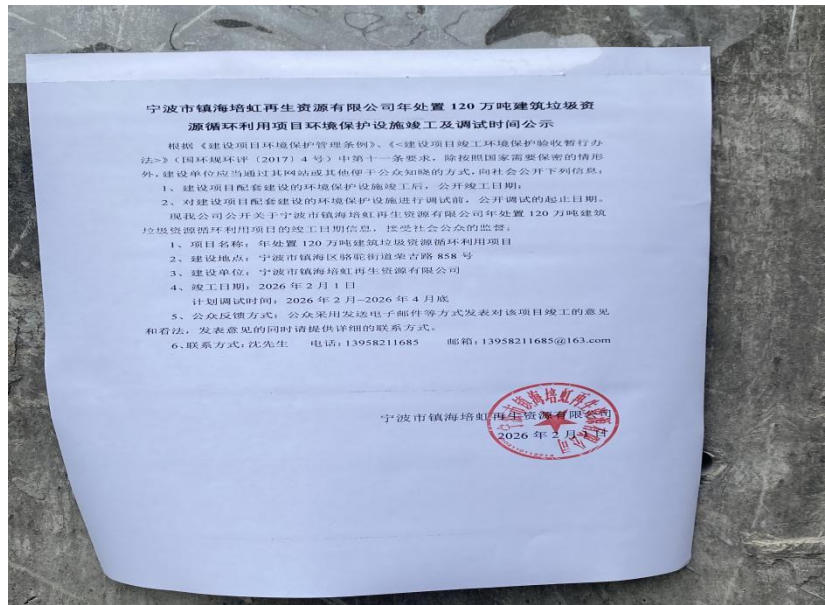 宁波市镇海培虹再生资源有限公司年处置 120 万吨建筑垃圾资
源循环利用项目环境保护设施竣工及调试时间公示
根据《建设项目环境保护管理条例》、《<建设项目竣工环境保护验收暂行办
法>》（国环规环评（2017）4 号）中第十一条要求，除按照国家需要保密的情形
外，建设单位应当通过其网站或其他便于公众知晓的方式，向社会公开下列信息：
1、建设项目配套建设的环境保护设施竣工后，公开竣工日期；
2、对建设项目配套建设的环境保护设施进行调试前，公开调试的起止日期。
现我公司公开关于宁波市镇海培虹再生资源有限公司年处置 120 万吨建筑
垃圾资源循环利用项目的竣工日期信息，接受社会公众的监督：
1、项目名称：年处置 120 万吨建筑垃圾资源循环利用项目
2、建设地点：宁波市镇海区骆驼街道荣吉路 858 号
3、建设单位：宁波市镇海培虹再生资源有限公司
4、竣工日期：2026 年 2 月 1 日
计划调试时间：2026 年 2 月–2026 年 4 月底
5、公众反馈方式：公众采用发送电子邮件等方式发表对该项目竣工的意见
和看法，发表意见的同时请提供详细的联系方式。
6、联系方式：沈先生 电话：13958211685 邮箱：13958211685@163.com
宁波市镇海培虹再生资源有限公司
2026 年 2 月 1 日
宁波市镇海培虹再生资源有限公司